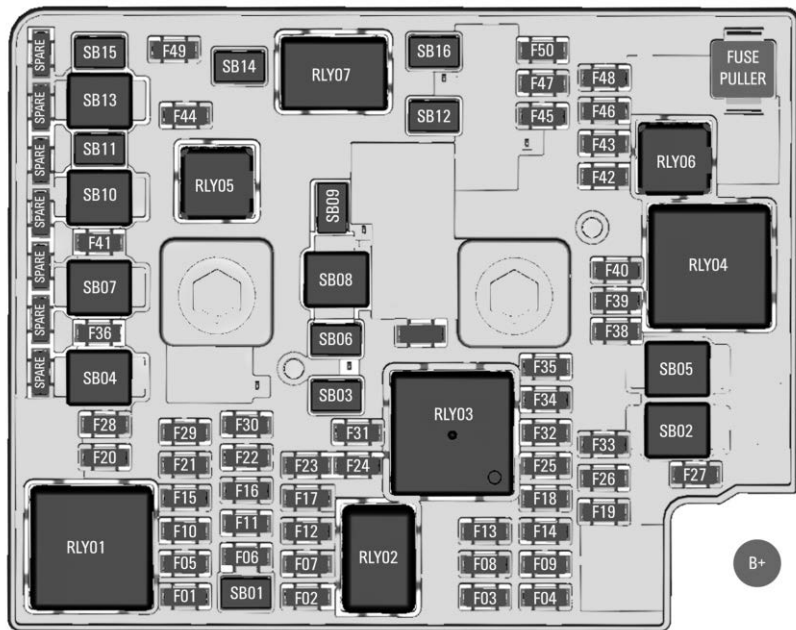 SPARE
SB15
F49
SB14
RLY07
SB16
F50
FUSE
PULLER
F48
F47
SPARE
SB13
F44
SB12
F45
F46
F43
SPARE
SB11
RLY05
F42
RLY06
SB10
SPARE
SB09
F41
SPARE
SB07
SB08
F40
RLY04
F39
SPARE
F36
SB06
F38
SPARE
SB04
SB03
F35
SB05
F34
RLY03
F28
F29
F30
F31
F32
F33
SB02
F20
F21
F22
F23
F24
F25
F26
F27
F15
F16
F17
F18
F19
RLY01
F10
F11
F12
RLY02
F13
F14
F05
F06
F07
F08
F09
B+
F01
SB01
F02
F03
F04